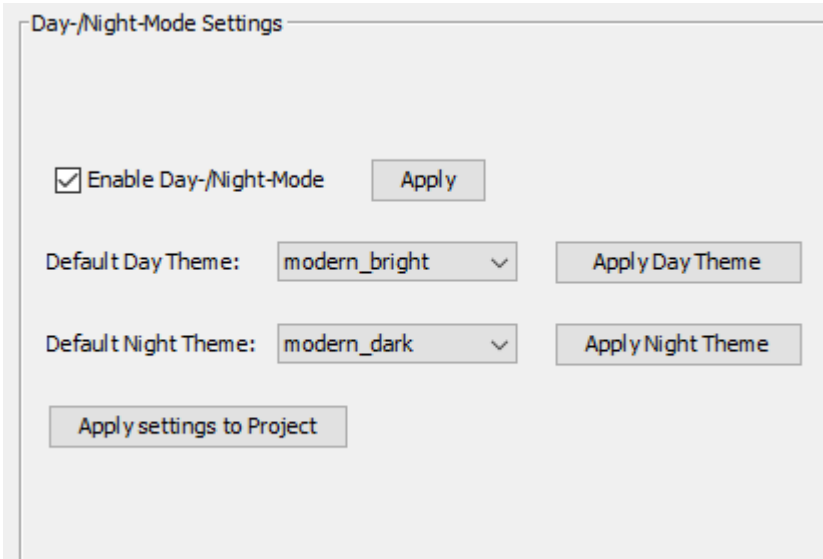 Day-/Night-Mode Settings
Enable Day-/Night-Mode Apply
Default Day Theme: modern_bright Apply Day Theme
Default Night Theme: modern_dark Apply Night Theme
Apply settings to Project